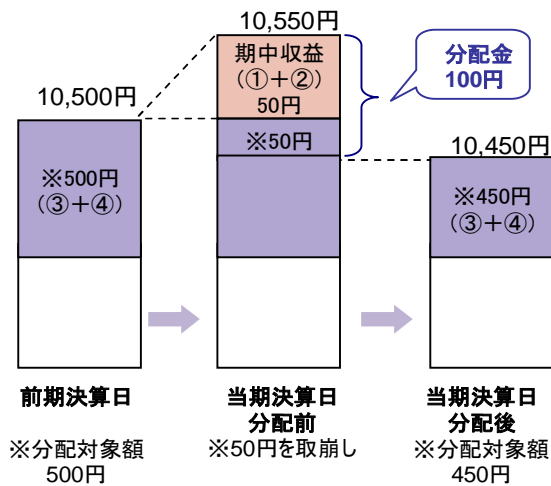 10,500円
※500円
（③＋④）
前期決算日
※分配対象額
500円
10,550円
期中収益
（①＋②）
50円
※50円
分配金
100円
当期決算日
分配前
※50円を取崩し
10,450円
※450円
（③＋④）
当期決算日
分配後
※分配対象額
450円